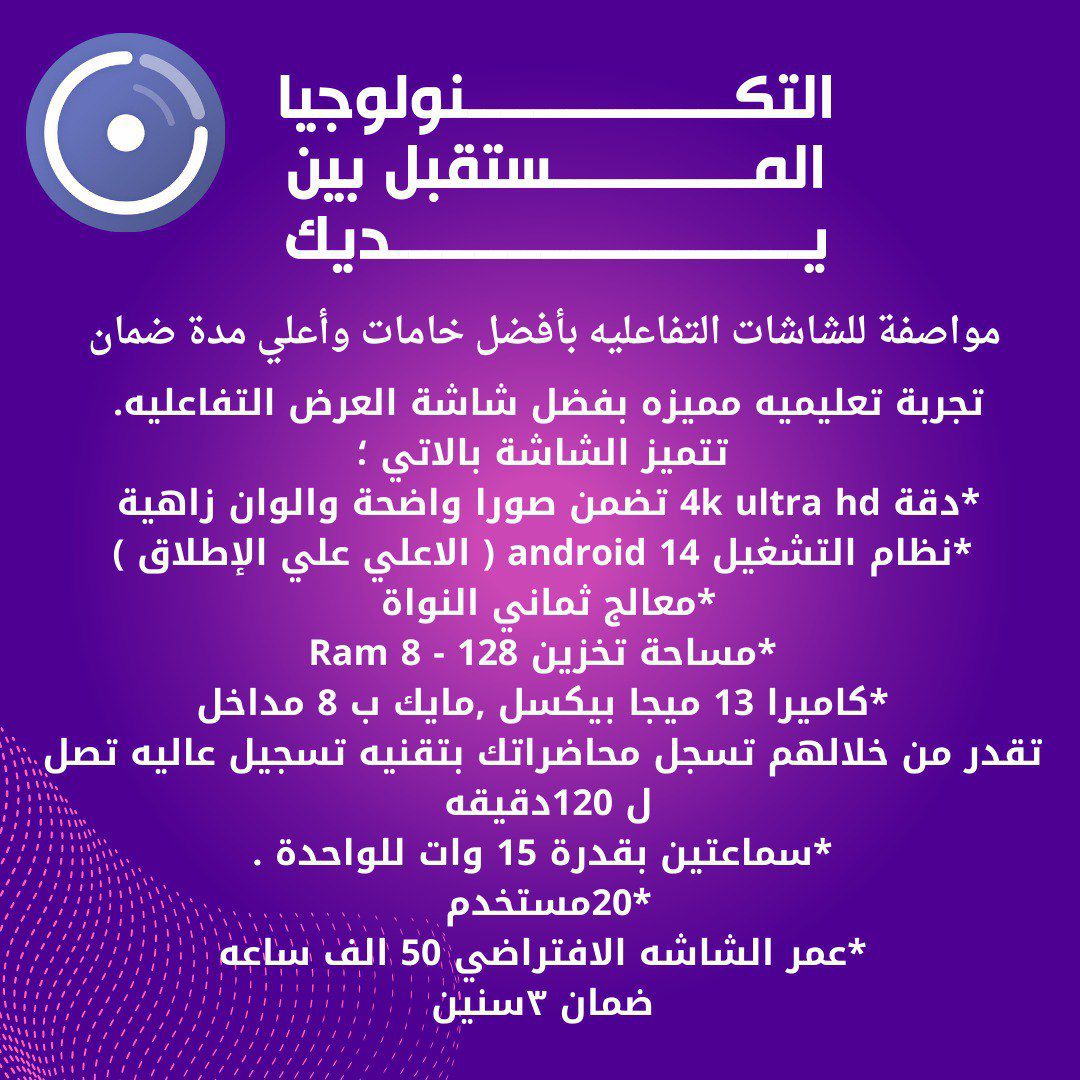 التكنولوجيا
المستقبل بين
يديك
مواصفة للشاشات التفاعليه بأفضل خامات وأعلي مدة ضمان
تجربة تعليميه مميزه بفضل شاشة العرض التفاعليه.
تتميز الشاشة بالاتي ؛
*دقة 4k ultra hd تضمن صورا واضحة والوان زاهية
*نظام التشغيل android 14 ( الاعلي علي الإطلاق )
*معالج ثماني النواة
*مساحة تخزين 128 - 8 Ram
*كاميرا 13 ميجا بيكسل ,مايك ب 8 مداخل
تقدر من خلالهم تسجل محاضراتك بتقنيه تسجيل عاليه تصل
ل 120دقيقه
*سماعتين بقدرة 15 وات للواحدة .
*20مستخدم
*عمر الشاشه الافتراضي 50 الف ساعه
ضمان ٣سنين